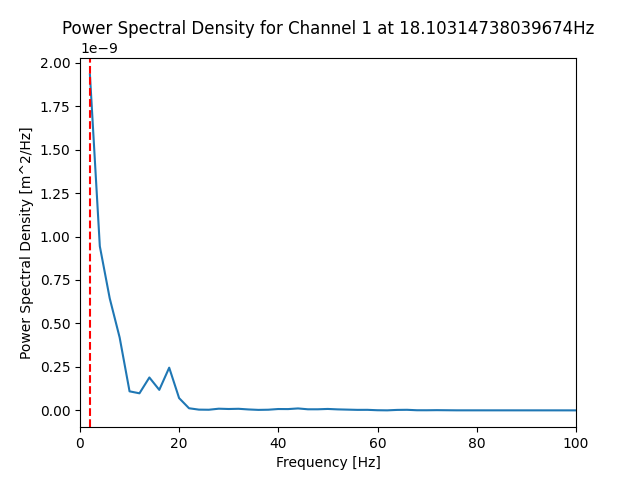 Power Spectral Density for Channel 1 at 18.10314738039674Hz
1e−9
2.00
1.75
1.50
1.25
1.00
0.75
0.50
0.25
0.00
Power Spectral Density [m^2/Hz]
0 20 40 60 80 100
Frequency [Hz]